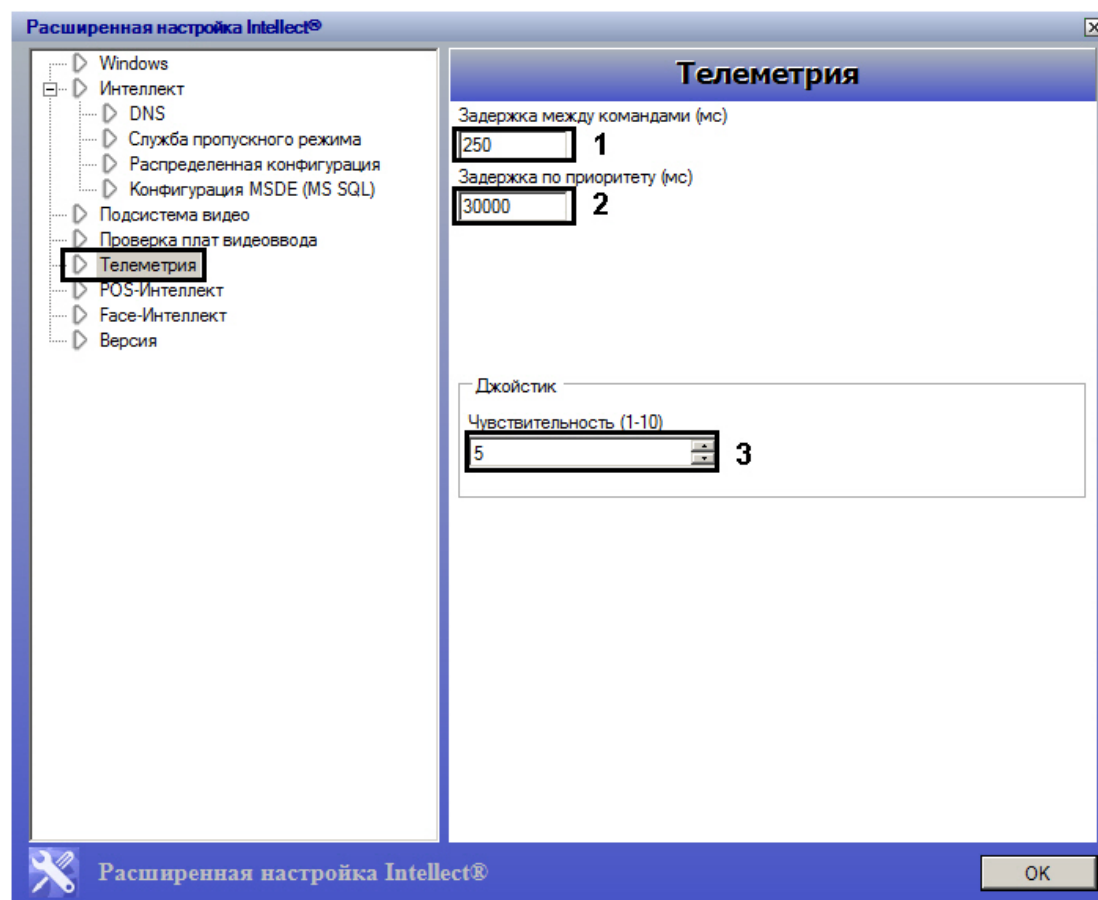 Расширенная настройка Intellect®
Windows
Интеллект
DNS
Служба пропускного режима
Распределенная конфигурация
Конфигурация MSDE (MS SQL)
Подсистема видео
Проверка плат видеоввода
Телеметрия
POS-Интеллект
Face-Интеллект
Версия
Телеметрия
Задержка между командами (мс)
250 1
Задержка по приоритету (мс)
30000 2
Джойстик
Чувствительность (1-10)
5 3
Расширенная настройка Intellect®
OK